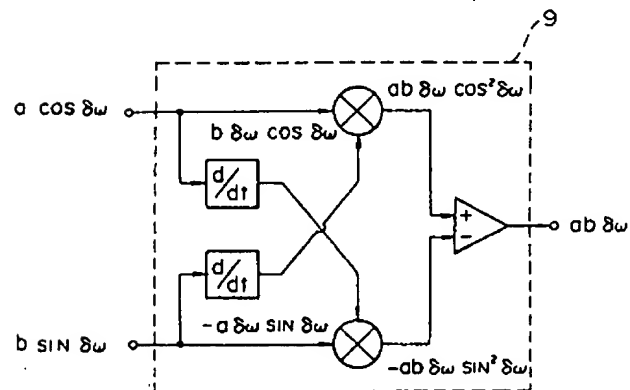 9
a cos δω
ab δω cos² δω
b δω cos δω
d/dt
+
−
ab δω
d/dt
-a δω sin δω
b sin δω
-ab δω sin² δω